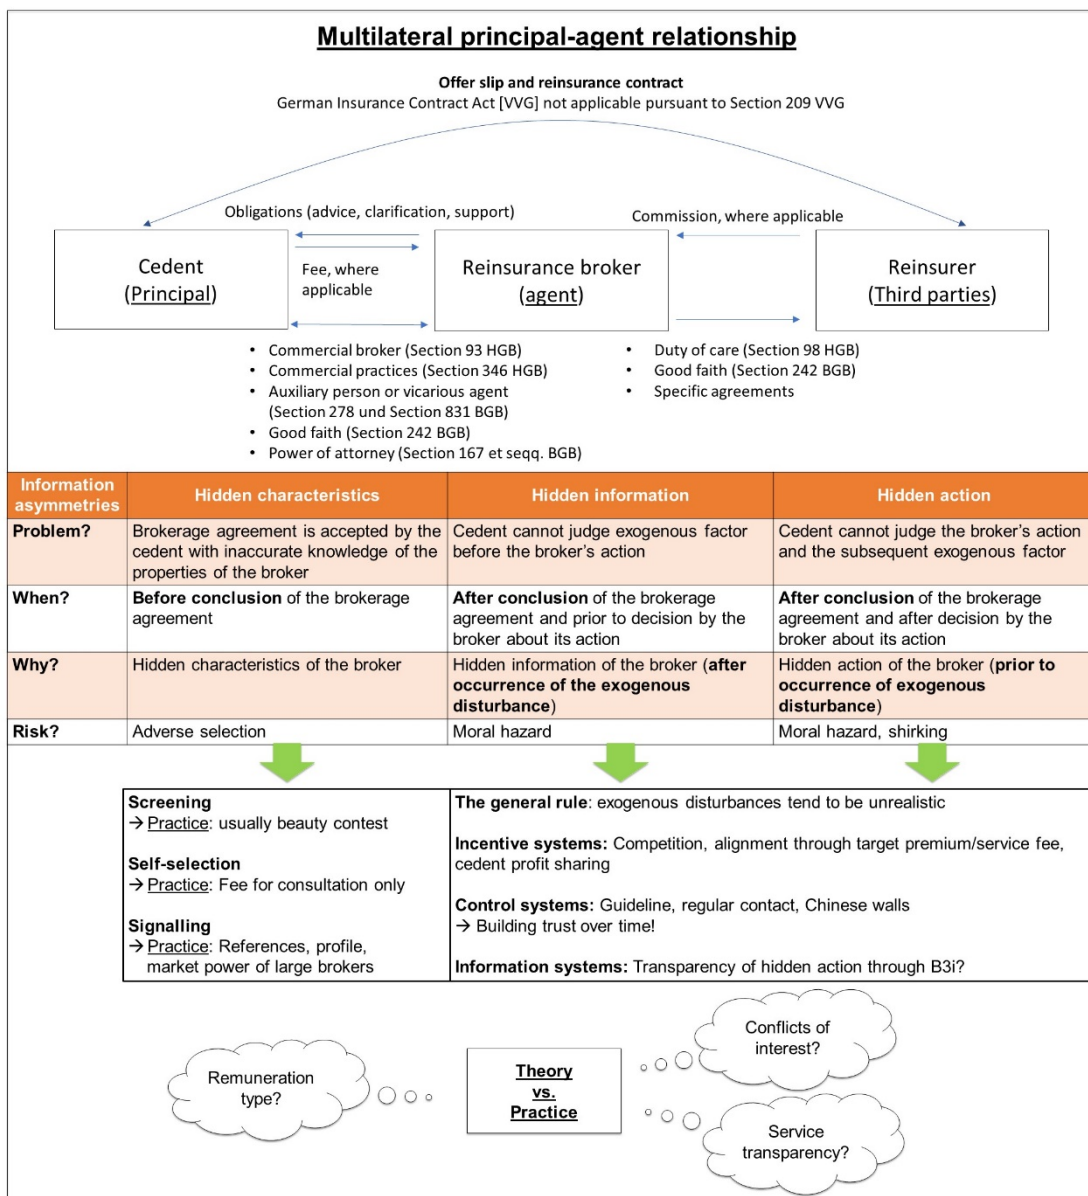 Multilateral principal-agent relationship
Offer slip and reinsurance contract
German Insurance Contract Act [VVG] not applicable pursuant to Section 209 VVG
Obligations (advice, clarification, support)
Commission, where applicable
Cedent
(Principal)
Fee, where
applicable
Reinsurance broker
(agent)
Reinsurer
(Third parties)
• Commercial broker (Section 93 HGB)
• Commercial practices (Section 346 HGB)
• Auxiliary person or vicarious agent
(Section 278 und Section 831 BGB)
• Good faith (Section 242 BGB)
• Power of attorney (Section 167 et seqq. BGB)
• Duty of care (Section 98 HGB)
• Good faith (Section 242 BGB)
• Specific agreements
Information
asymmetries
Hidden characteristics
Hidden information
Hidden action
Problem?
Brokerage agreement is accepted by the
cedent with inaccurate knowledge of the
properties of the broker
Cedent cannot judge exogenous factor
before the broker's action
Cedent cannot judge the broker's action
and the subsequent exogenous factor
When?
Before conclusion of the brokerage
agreement
After conclusion of the brokerage
agreement and prior to decision by the
broker about its action
After conclusion of the brokerage
agreement and after decision by the
broker about its action
Why?
Hidden characteristics of the broker
Hidden information of the broker (after
occurrence of the exogenous
disturbance)
Hidden action of the broker (prior to
occurrence of exogenous
disturbance)
Risk?
Adverse selection
Moral hazard
Moral hazard, shirking
Screening
→ Practice: usually beauty contest
Self-selection
→ Practice: Fee for consultation only
Signalling
→ Practice: References, profile,
market power of large brokers
The general rule: exogenous disturbances tend to be unrealistic
Incentive systems: Competition, alignment through target premium/service fee,
cedent profit sharing
Control systems: Guideline, regular contact, Chinese walls
→ Building trust over time!
Information systems: Transparency of hidden action through B3i?
Remuneration
type?
Theory
vs.
Practice
Conflicts of
interest?
Service
transparency?